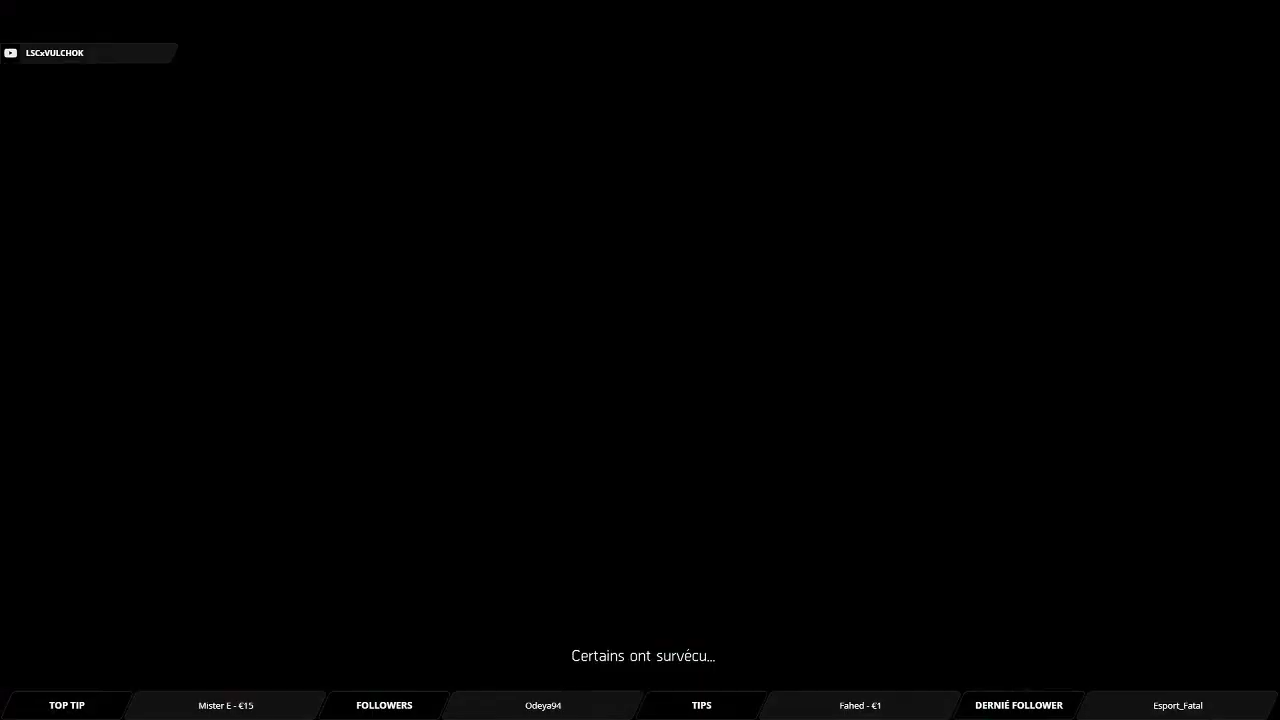 LSCxVULCHOK
Certains ont survécu...
TOP TIP Mister E - €15 FOLLOWERS Odeya94 TIPS Fahed - €1 DERNIÉ FOLLOWER Esport_Fatal